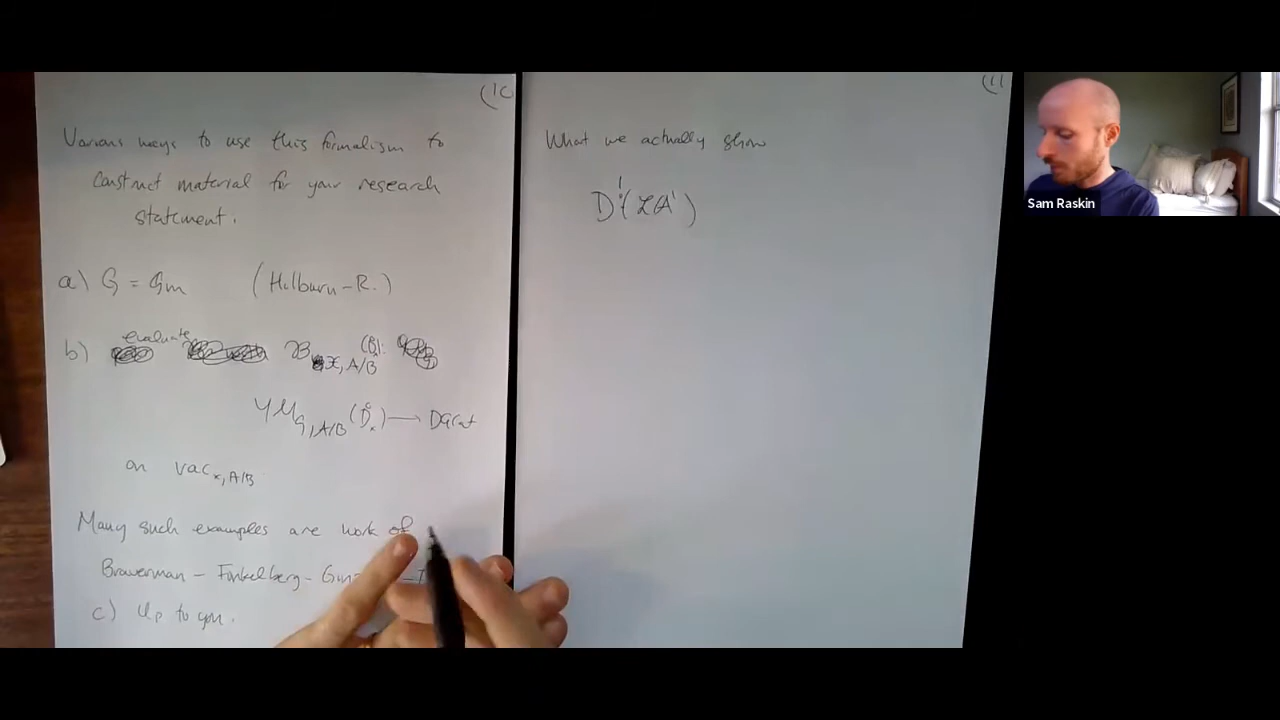 (10
Various ways to use this formalism to
construct material for your research
statement.
a) G = Gm (Hilburn-R.)
b) evaluate B x, A/B (B):
YM G, A/B (D°x) → DGCat
on vac x, A/B
Many such examples are work of
Braverman - Finkelberg -
c) Up to you.
(11
What we actually show
D!(LA¹)
Sam Raskin